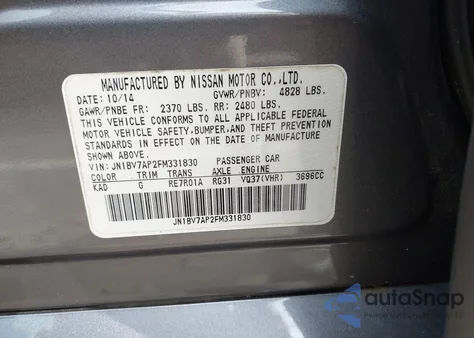 MANUFACTURED BY NISSAN MOTOR CO.,LTD.
DATE: 10/14 GVWR/PNBV: 4828 LBS.
GAWR/PNBE FR: 2370 LBS. RR: 2480 LBS.
THIS VEHICLE CONFORMS TO ALL APPLICABLE FEDERAL
MOTOR VEHICLE SAFETY,BUMPER,AND THEFT PREVENTION
STANDARDS IN EFFECT ON THE DATE OF MANUFACTURE
SHOWN ABOVE.
VIN: JN1BV7AP2FM331830 PASSENGER CAR
COLOR TRIM TRANS AXLE ENGINE
KAD G RE7R01A RG31 VQ37(VHR) 3696CC
JN1BV7AP2FM331830
autoSnap